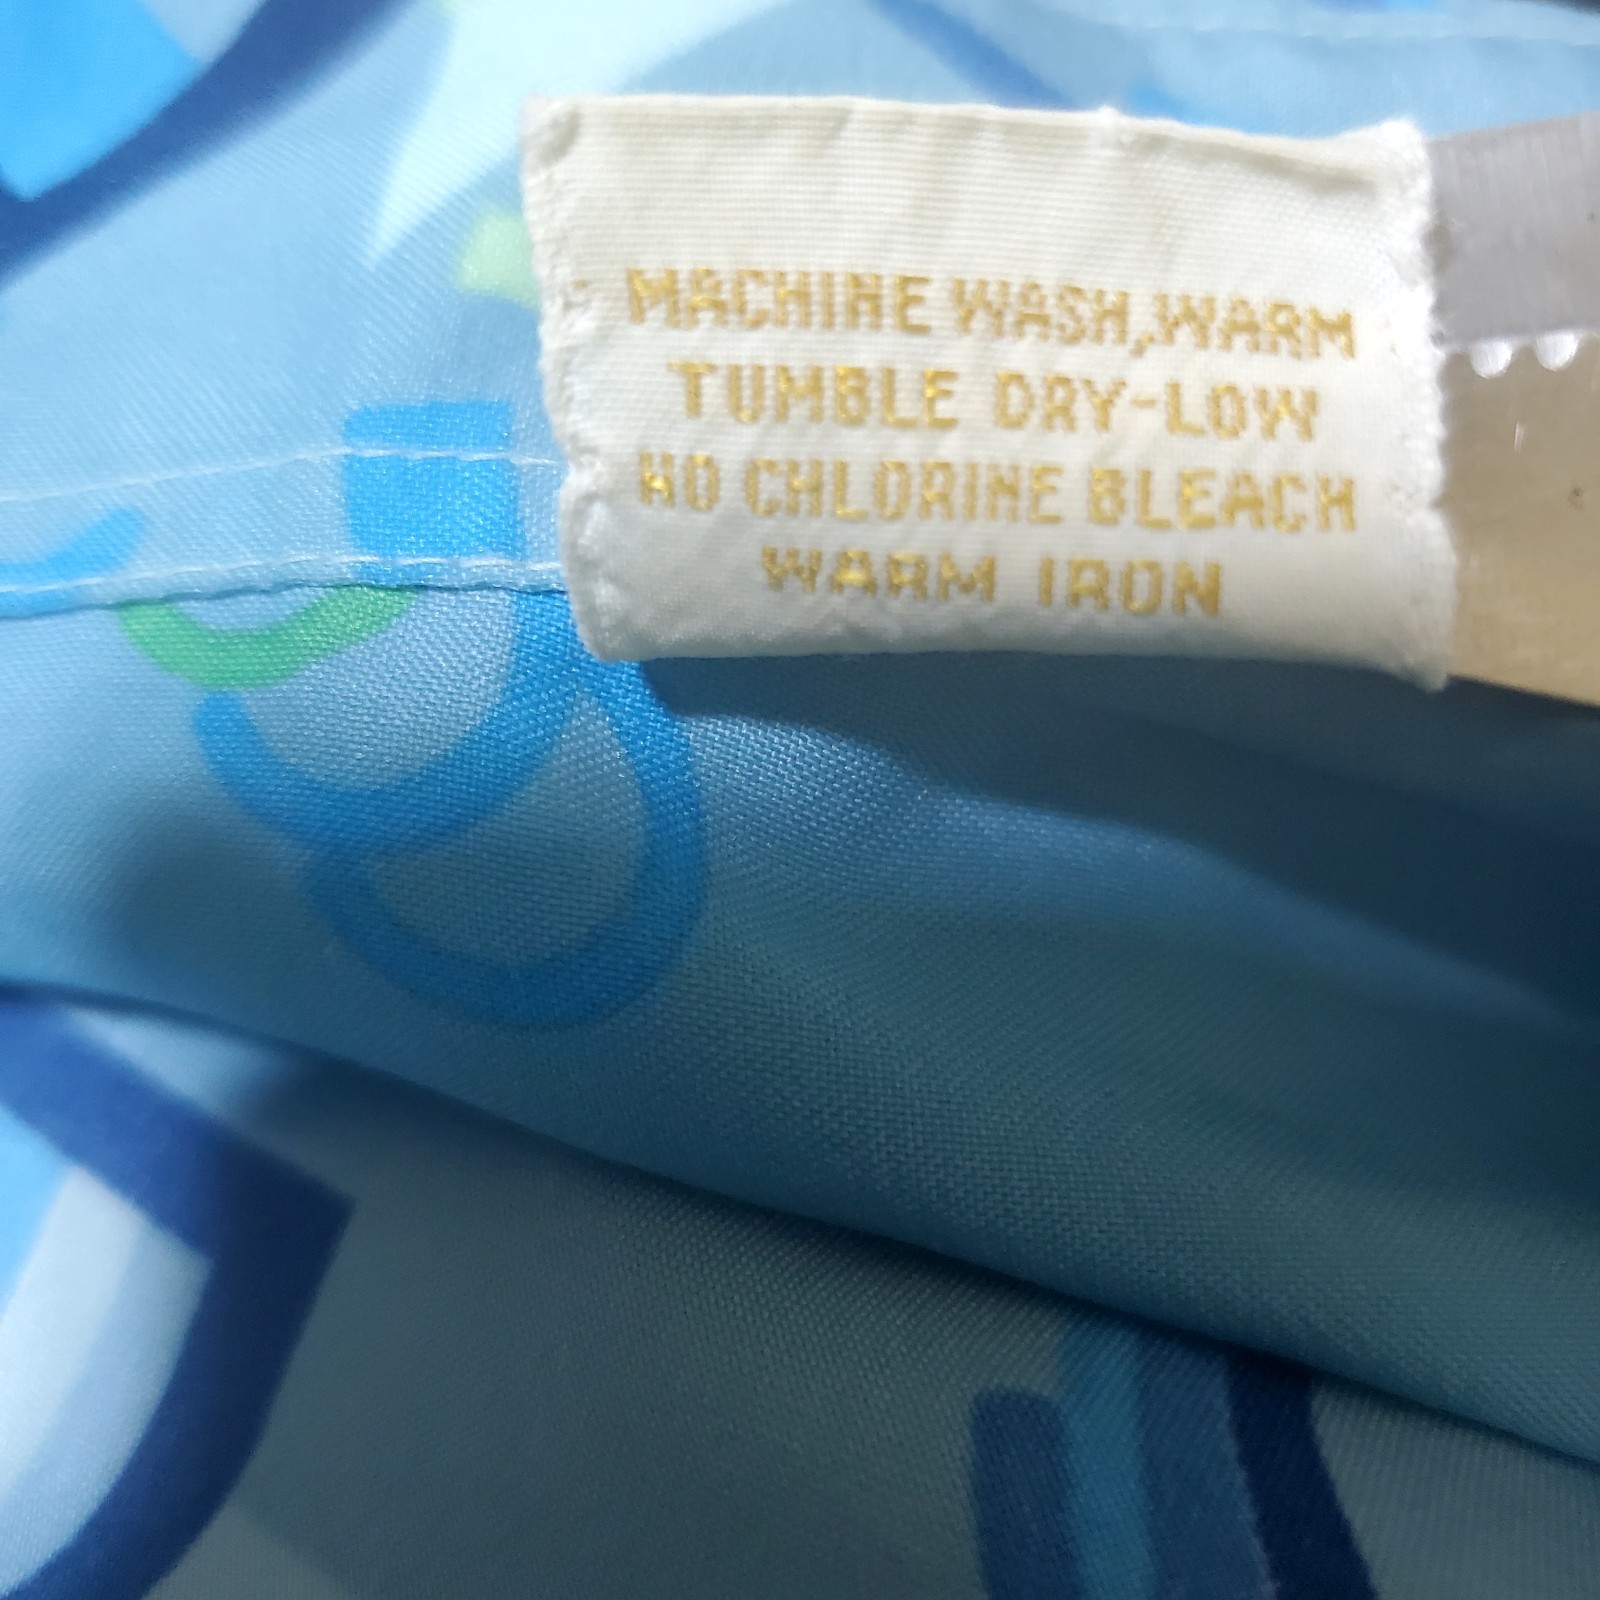 MACHINE WASH,WARM
TUMBLE DRY-LOW
NO CHLORINE BLEACH
WARM IRON